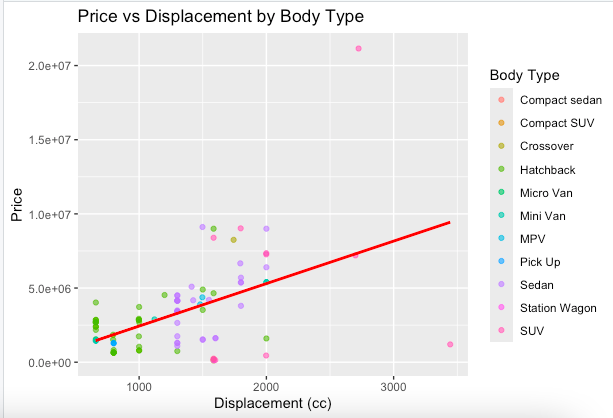 Price vs Displacement by Body Type
Price
2.0e+07
1.5e+07
1.0e+07
5.0e+06
0.0e+00
1000 2000 3000
Displacement (cc)
Body Type
Compact sedan
Compact SUV
Crossover
Hatchback
Micro Van
Mini Van
MPV
Pick Up
Sedan
Station Wagon
SUV